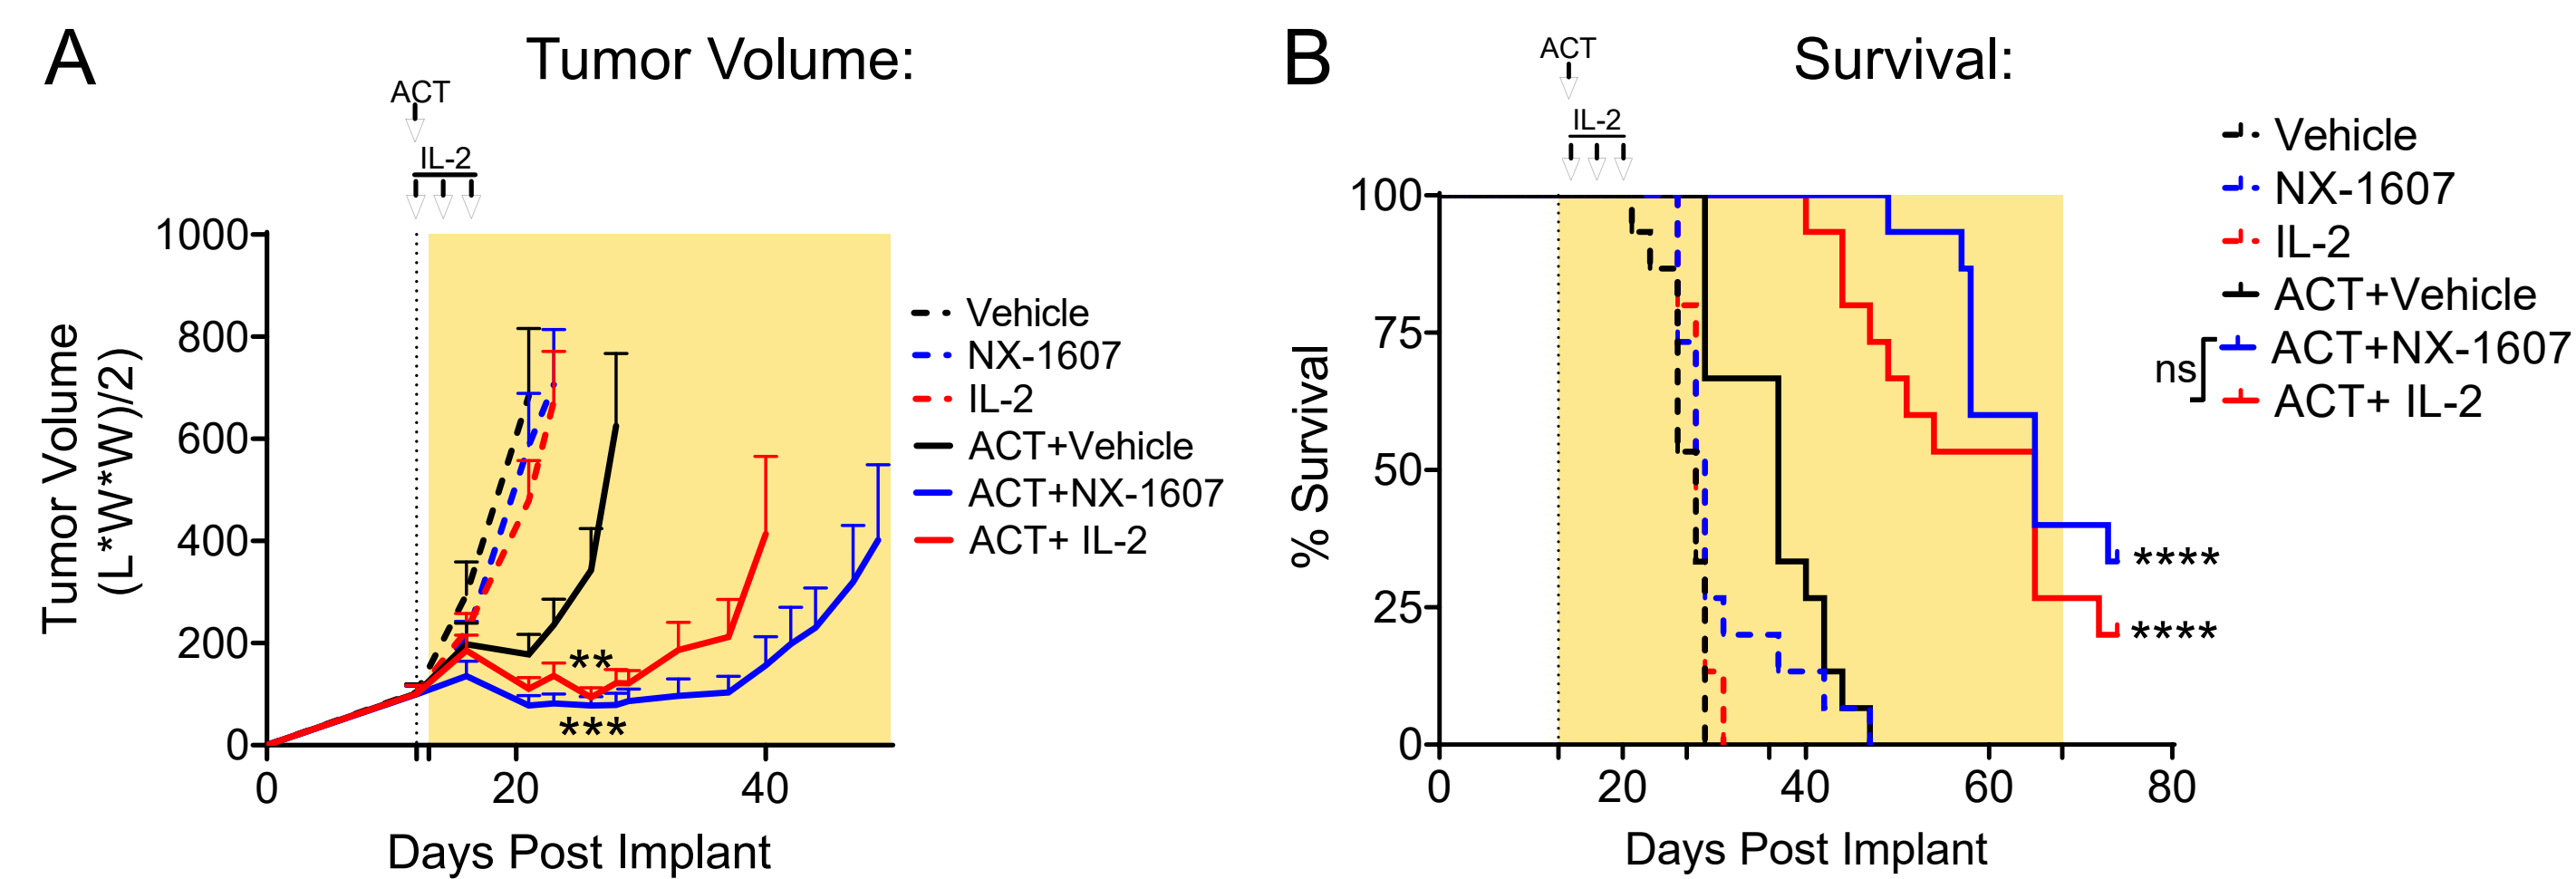 A
Tumor Volume:
ACT
IL-2
1000
800
600
400
200
0
Tumor Volume
(L*W*W)/2)
**
***
0
20
40
Days Post Implant
Vehicle
NX-1607
IL-2
ACT+Vehicle
ACT+NX-1607
ACT+ IL-2
B
Survival:
ACT
IL-2
100
75
50
25
0
% Survival
****
****
0
20
40
60
80
Days Post Implant
Vehicle
NX-1607
IL-2
ACT+Vehicle
ns
ACT+NX-1607
ACT+ IL-2